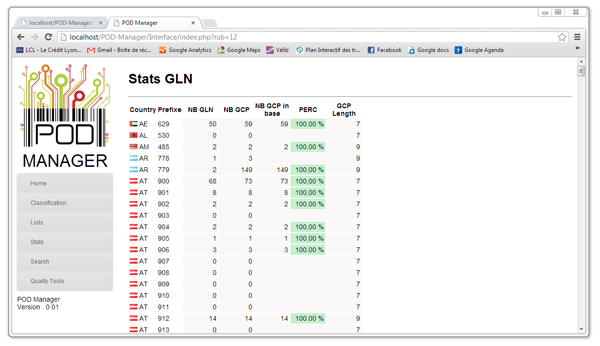 localhost/POD-Manager/
POD Manager
localhost/POD-Manager/Interface/index.php?rub=12
LCL - Le Crédit Lyon...
Gmail - Boîte de réc...
Google Analytics
Google Maps
Vélib'
Plan Interactif des tr...
Facebook
Google docs
Google Agenda
POD
MANAGER
Home
Classification
Lists
Stats
Search
Quality Tools
POD Manager
Version : 0.01
Stats GLN
Country Prefixe NB GLN NB GCP NB GCP in base PERC GCP Length
AE 629 50 59 59 100,00 % 7
AL 530 0 0 7
AM 485 2 2 2 100,00 % 9
AR 778 1 3 9
AR 779 2 149 149 100,00 % 9
AT 900 68 73 73 100,00 % 7
AT 901 8 8 8 100,00 % 7
AT 902 2 2 2 100,00 % 7
AT 903 0 0 7
AT 904 2 2 2 100,00 % 7
AT 905 1 1 1 100,00 % 7
AT 906 3 3 3 100,00 % 7
AT 907 0 0 7
AT 908 0 0 7
AT 909 0 0 7
AT 910 0 0 7
AT 911 0 0 7
AT 912 14 14 14 100,00 % 9
AT 913 0 0 7